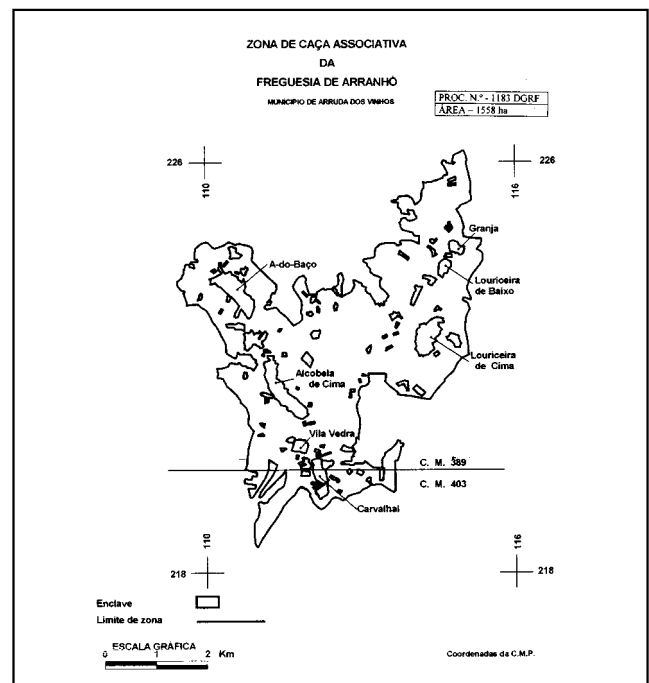 ZONA DE CAÇA ASSOCIATIVA
DA
FREGUESIA DE ARRANHÓ
MUNICIPIO DE ARRUDA DOS VINHOS
PROC. N.º - 1183 DGRF
ÁREA – 1558 ha
226
110
116
226
Granja
A-do-Baço
Louriceira
de Baixo
Louriceira
de Cima
Alcobela
de Cima
Vila Vedra
C. M. 389
C. M. 403
Carvalhal
110
116
218
218
Enclave
Limite de zona
ESCALA GRÁFICA
0 1 2 Km
Coordenadas da C.M.P.